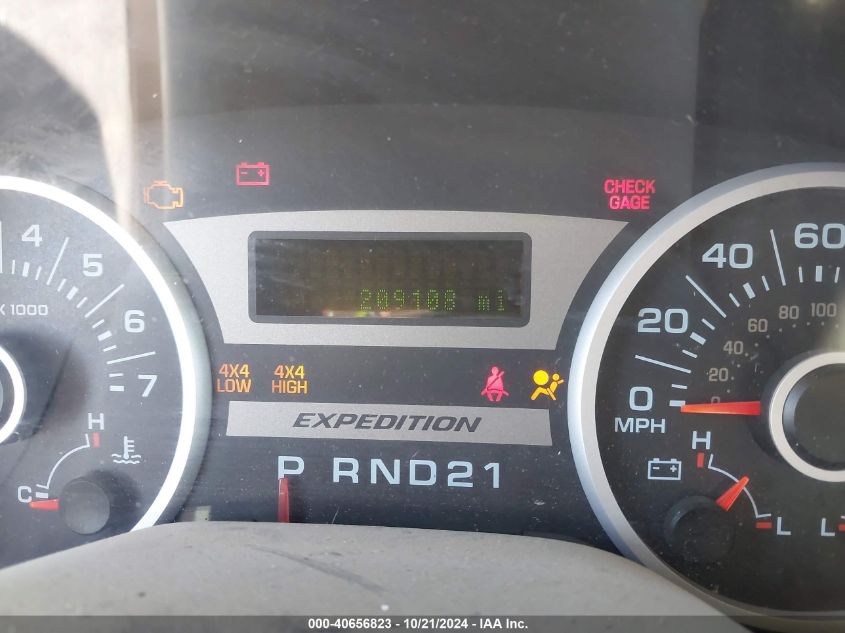 CHECK
GAGE
4 5 6 7
X 1000
209108 mi
0 20 40 60
0 20 40 60 80 100
MPH
4X4
LOW
4X4
HIGH
EXPEDITION
P RND21
H
C
H
L
L
000-40656823 - 10/21/2024 - IAA Inc.